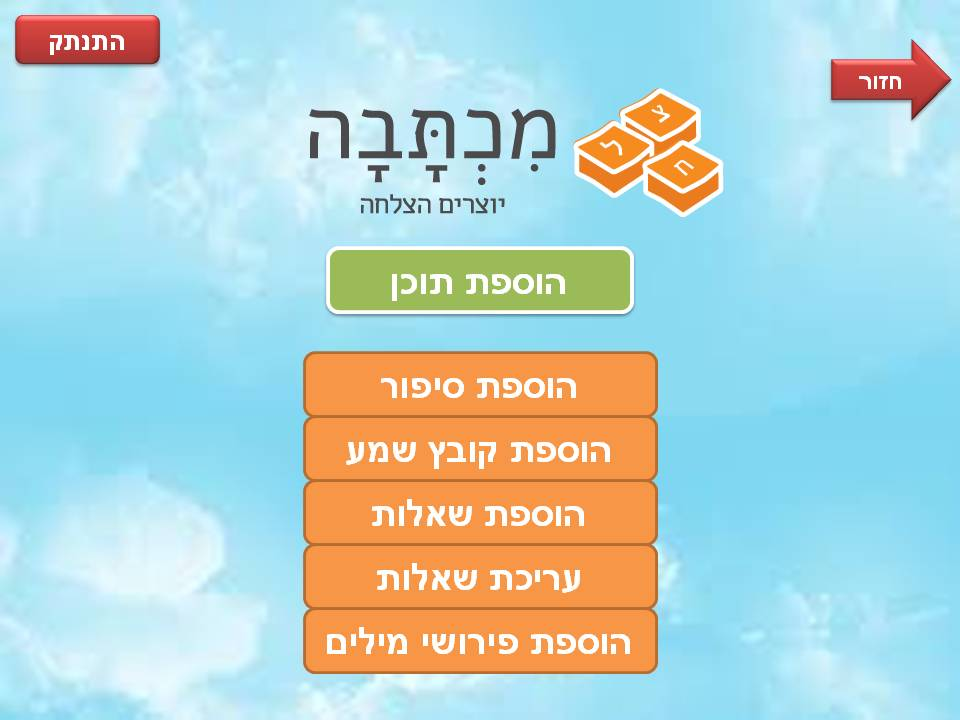 התנתק
חזור
מִכְתָּבָה
צ
ל
ח
יוצרים הצלחה
הוספת תוכן
הוספת סיפור
הוספת קובץ שמע
הוספת שאלות
עריכת שאלות
הוספת פירושי מילים